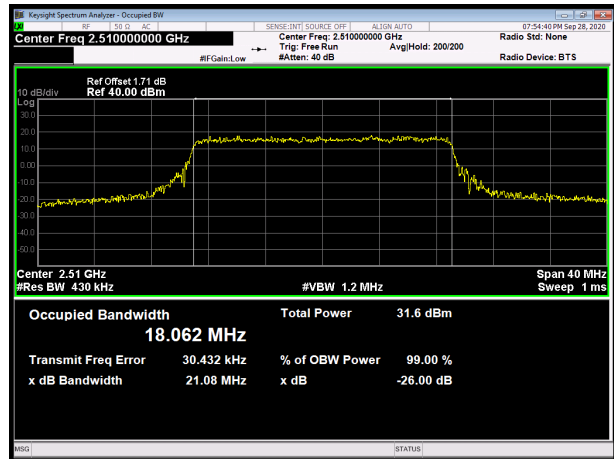 Keysight Spectrum Analyzer - Occupied BW
LXI RF 50 Ω AC SENSE:INT SOURCE OFF ALIGN AUTO 07:54:40 PM Sep 28, 2020
Center Freq 2.510000000 GHz Center Freq: 2.510000000 GHz Radio Std: None
Trig: Free Run Avg|Hold: 200/200
#IFGain:Low #Atten: 40 dB Radio Device: BTS
Ref Offset 1.71 dB
10 dB/div Ref 40.00 dBm
Log
30.0
20.0
10.0
0.00
-10.0
-20.0
-30.0
-40.0
-50.0
Center 2.51 GHz Span 40 MHz
#Res BW 430 kHz #VBW 1.2 MHz Sweep 1 ms
Occupied Bandwidth Total Power 31.6 dBm
18.062 MHz
Transmit Freq Error 30.432 kHz % of OBW Power 99.00 %
x dB Bandwidth 21.08 MHz x dB -26.00 dB
MSG STATUS